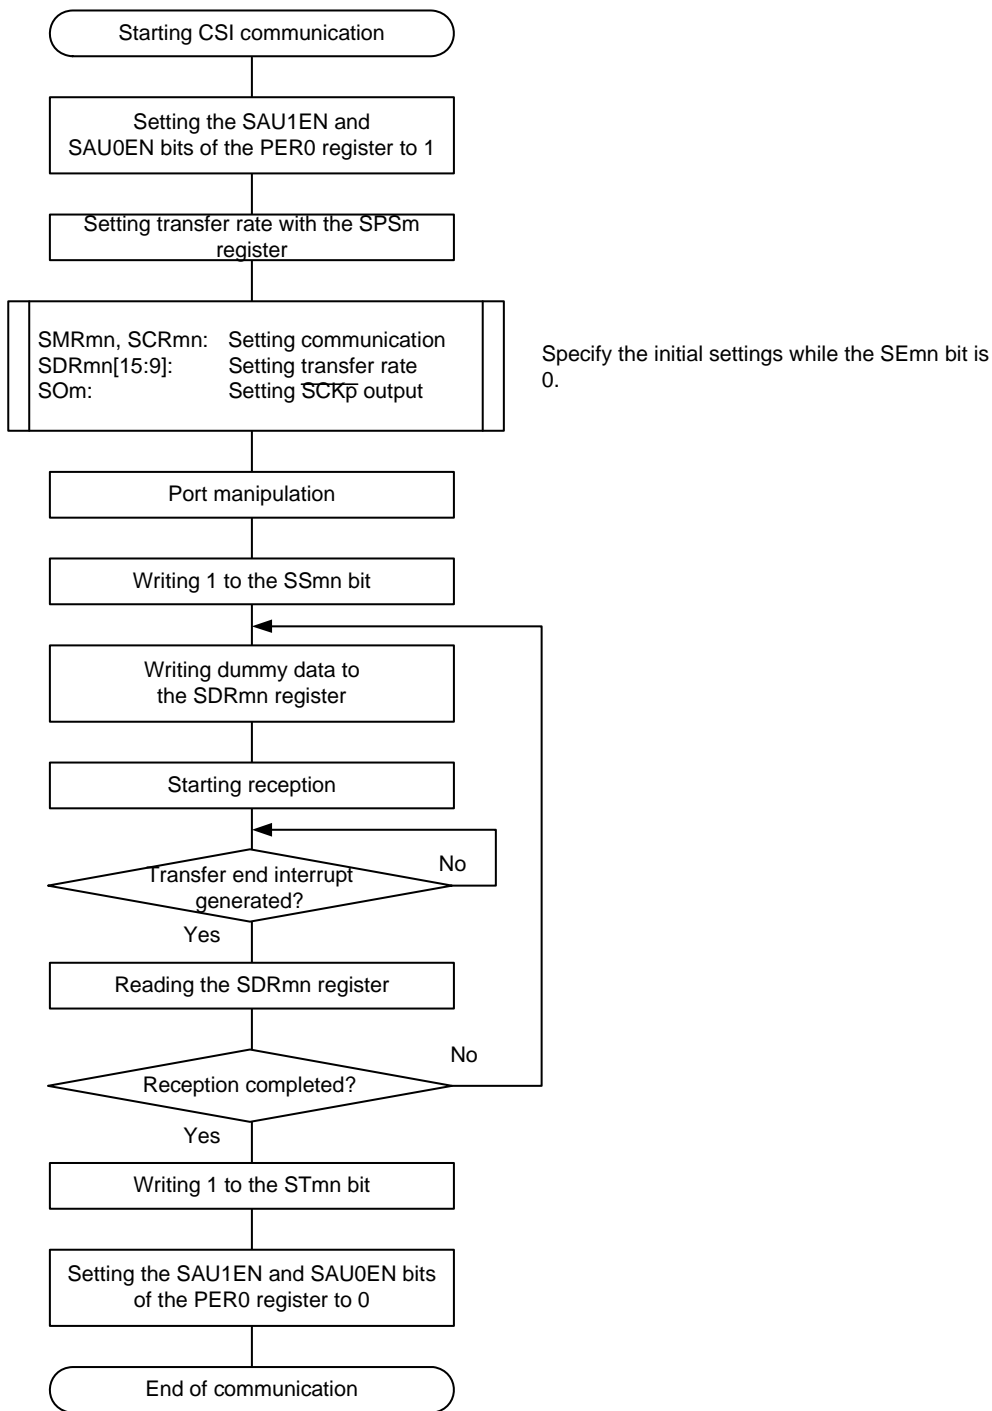 Starting CSI communication
Setting the SAU1EN and
SAU0EN bits of the PER0 register to 1
Setting transfer rate with the SPSm
register
SMRmn, SCRmn: Setting communication
SDRmn[15:9]: Setting transfer rate
SOm: Setting SCKp output
Specify the initial settings while the SEmn bit is
0.
Port manipulation
Writing 1 to the SSmn bit
Writing dummy data to
the SDRmn register
Starting reception
Transfer end interrupt
generated?
No
Yes
Reading the SDRmn register
Reception completed?
No
Yes
Writing 1 to the STmn bit
Setting the SAU1EN and SAU0EN bits
of the PER0 register to 0
End of communication